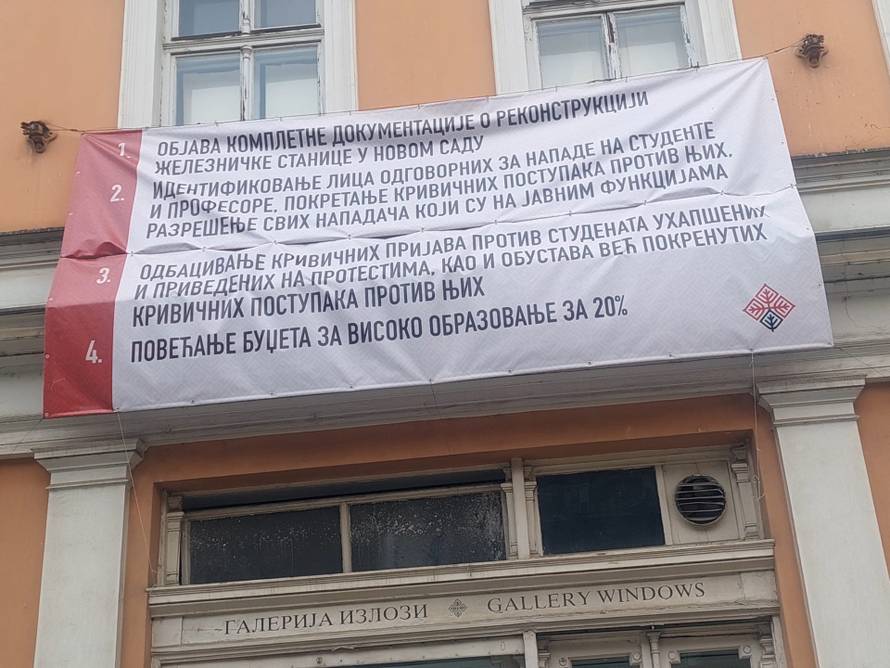 1. ОБЈАВА КОМПЛЕТНЕ ДОКУМЕНТАЦИЈЕ О РЕКОНСТРУКЦИЈИ
ЖЕЛЕЗНИЧКЕ СТАНИЦЕ У НОВОМ САДУ
2. ИДЕНТИФИКОВАЊЕ ЛИЦА ОДГОВОРНИХ ЗА НАПАДЕ НА СТУДЕНТЕ
И ПРОФЕСОРЕ, ПОКРЕТАЊЕ КРИВИЧНИХ ПОСТУПАКА ПРОТИВ ЊИХ,
РАЗРЕШЕЊЕ СВИХ НАПАДАЧА КОЈИ СУ НА ЈАВНИМ ФУНКЦИЈАМА
3. ОДБАЦИВАЊЕ КРИВИЧНИХ ПРИЈАВА ПРОТИВ СТУДЕНАТА УХАПШЕНИХ
И ПРИВЕДЕНИХ НА ПРОТЕСТИМА, КАО И ОБУСТАВА ВЕЋ ПОКРЕНУТИХ
КРИВИЧНИХ ПОСТУПАКА ПРОТИВ ЊИХ
4. ПОВЕЋАЊЕ БУЏЕТА ЗА ВИСОКО ОБРАЗОВАЊЕ ЗА 20%
ГАЛЕРИЈА ИЗЛОЗИ GALLERY WINDOWS